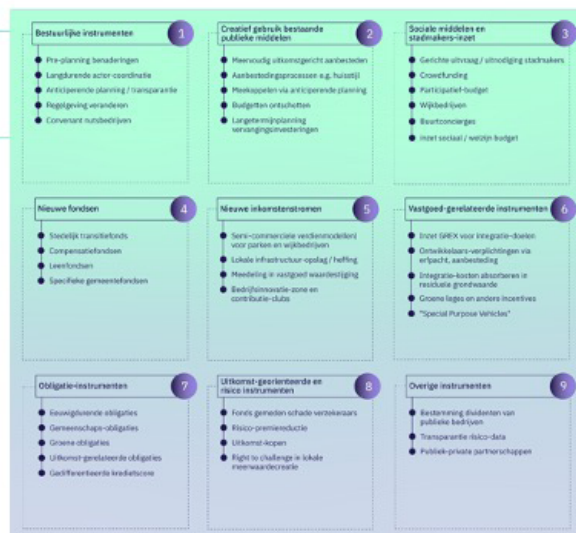 Bestuurlijke instrumenten
1
Pre-planning benaderingen
Langdurende actor-coordinatie
Anticiperende planning / transparantie
Regelgeving veranderen
Convenant nutsbedrijven
Creatief gebruik bestaande
publieke middelen
2
Meervoudig uitkomstgericht aanbesteden
Aanbestedingsprocessen e.g. huisstijl
Meekoppelen via anticiperende planning
Budgetten ontschotten
Langetermijnplanning
vervangingsinvesteringen
Sociale middelen en
stadmakers-inzet
3
Gerichte uitvraag / uitnodiging stadmakers
Crowdfunding
Participatief-budget
Wijkbedrijven
Buurtconcierges
Inzet sociaal / welzijn budget
Nieuwe fondsen
4
Stedelijk transitiefonds
Compensatiefondsen
Leenfondsen
Specifieke gemeentefondsen
Nieuwe inkomstenstromen
5
Semi-commerciele verdienmodellen
voor parken en wijkbedrijven
Lokale infrastructuur-opslag / heffing
Meedeling in vastgoed waardestijging
Bedrijfsinnovatie-zone en
contributie-clubs
Vastgoed-gerelateerde instrumenten
6
Inzet GREX voor integratie-doelen
Ontwikkelaars-verplichtingen via
erfpacht, aanbesteding
Integratie-kosten absorberen in
residuele grondwaarde
Groene leges en andere incentives
"Special Purpose Vehicles"
Obligatie-instrumenten
7
Eeuwigdurende obligaties
Gemeenschaps-obligaties
Groene obligaties
Uitkomst-gerelateerde obligaties
Gedifferentieerde kredietscore
Uitkomst-georienteerde en
risico instrumenten
8
Fonds gemeden schade verzekeraars
Risico-premiereductie
Uitkomst-kopen
Right to challenge in lokale
meerwaardecreatie
Overige instrumenten
9
Bestemming dividenten van
publieke bedrijven
Transparantie risico-data
Publiek-private partnerschappen